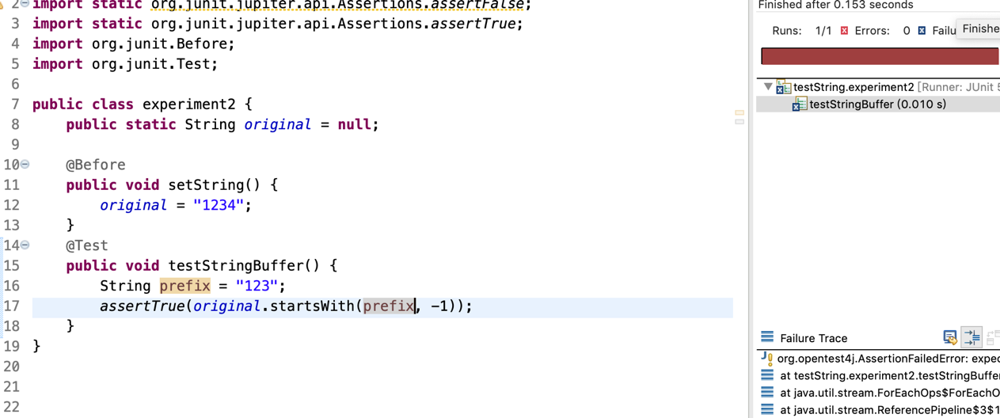 2 import static org.junit.jupiter.api.Assertions.assertFalse;
3 import static org.junit.jupiter.api.Assertions.assertTrue;
4 import org.junit.Before;
5 import org.junit.Test;
6
7 public class experiment2 {
8 public static String original = null;
9
10 @Before
11 public void setString() {
12 original = "1234";
13 }
14 @Test
15 public void testStringBuffer() {
16 String prefix = "123";
17 assertTrue(original.startsWith(prefix, -1));
18 }
19 }
20
21
22
Finished after 0.153 seconds
Runs: 1/1 Errors: 0 Failu
Finishe
testString.experiment2 [Runner: JUnit 5
testStringBuffer (0.010 s)
Failure Trace
org.opentest4j.AssertionFailedError: expec
at testString.experiment2.testStringBuffer
at java.util.stream.ForEachOps$ForEachO
at java.util.stream.ReferencePipeline$3$1